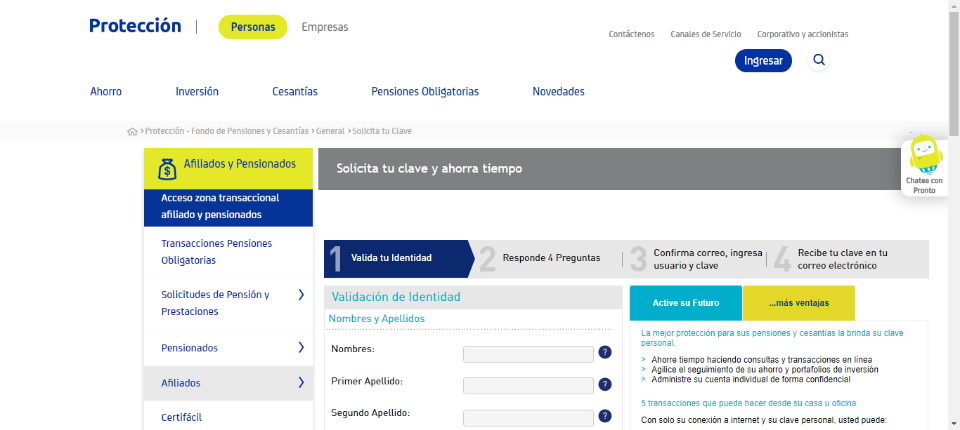 Protección
Personas
Empresas
Contáctenos
Canales de Servicio
Corporativo y accionistas
Ingresar
Ahorro
Inversión
Cesantías
Pensiones Obligatorias
Novedades
Protección - Fondo de Pensiones y Cesantías > General > Solicita tu Clave
Afiliados y Pensionados
Solicita tu clave y ahorra tiempo
Chatea con
Pronto
Acceso zona transaccional
afiliado y pensionados
Transacciones Pensiones
Obligatorias
Solicitudes de Pensión y
Prestaciones
Pensionados
Afiliados
Certifácil
1 Valida tu Identidad
2 Responde 4 Preguntas
3 Confirma correo, ingresa
usuario y clave
4 Recibe tu clave en tu
correo electrónico
Validación de Identidad
Nombres y Apellidos
Nombres:
?
Primer Apellido:
?
Segundo Apellido:
?
Active su Futuro
...más ventajas
La mejor protección para sus pensiones y cesantías la brinda su clave
personal.
> Ahorre tiempo haciendo consultas y transacciones en línea
> Agilice el seguimiento de su ahorro y portafolios de inversión
> Administre su cuenta individual de forma confidencial
5 transacciones que puede hacer desde su casa u oficina
Con solo su conexión a internet y su clave personal, usted puede: